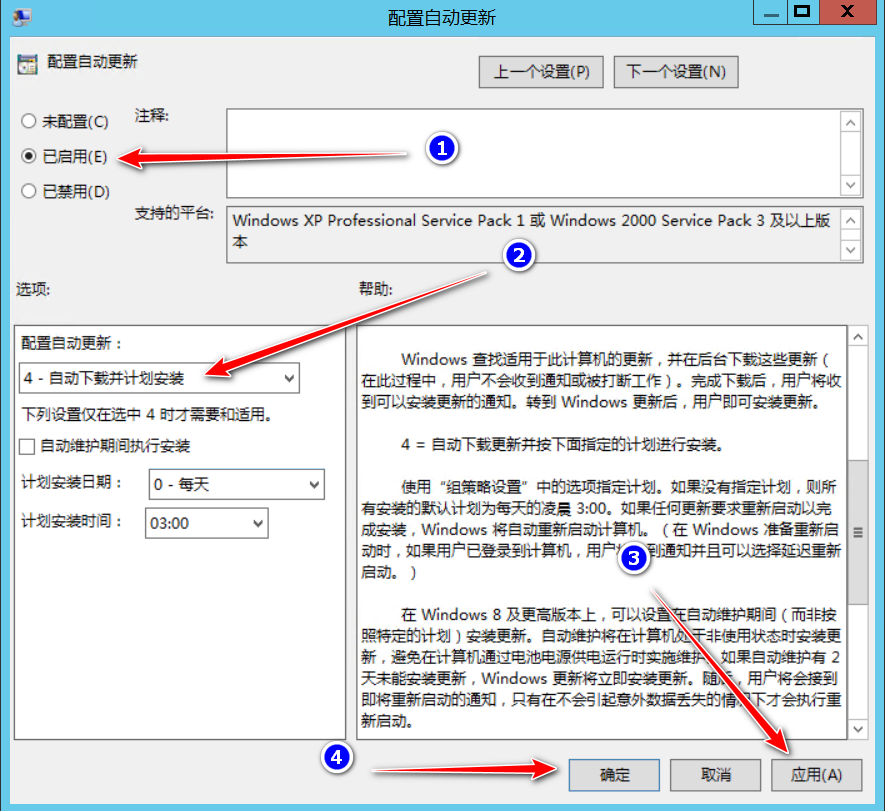 配置自动更新
配置自动更新
上一个设置(P)
下一个设置(N)
未配置(C)
注释:
已启用(E)
1
已禁用(D)
支持的平台:
Windows XP Professional Service Pack 1 或 Windows 2000 Service Pack 3 及以上版
本
2
选项:
帮助:
配置自动更新：
4 - 自动下载并计划安装
下列设置仅在选中 4 时才需要和适用。
自动维护期间执行安装
计划安装日期：
0 - 每天
计划安装时间：
03:00
Windows 查找适用于此计算机的更新，并在后台下载这些更新（
在此过程中，用户不会收到通知或被打断工作）。完成下载后，用户将收
到可以安装更新的通知。转到 Windows 更新后，用户即可安装更新。
4 = 自动下载更新并按下面指定的计划进行安装。
使用“组策略设置”中的选项指定计划。如果没有指定计划，则所
有安装的默认计划为每天的凌晨 3:00。如果任何更新要求重新启动以完
成安装，Windows 将自动重新启动计算机。（在 Windows 准备重新启
动时，如果用户已登录到计算机，用户 到通知并且可以选择延迟重新
启动。）
3
在 Windows 8 及更高版本上，可以设置在自动维护期间（而非按
照特定的计划）安装更新。自动维护将在计算机处于非使用状态时安装更
新，避免在计算机通过电池电源供电运行时实施维护。如果自动维护有 2
天未能安装更新，Windows 更新将立即安装更新。随后，用户将会接到
即将重新启动的通知，只有在不会引起意外数据丢失的情况下才会执行重
新启动。
4
确定
取消
应用(A)